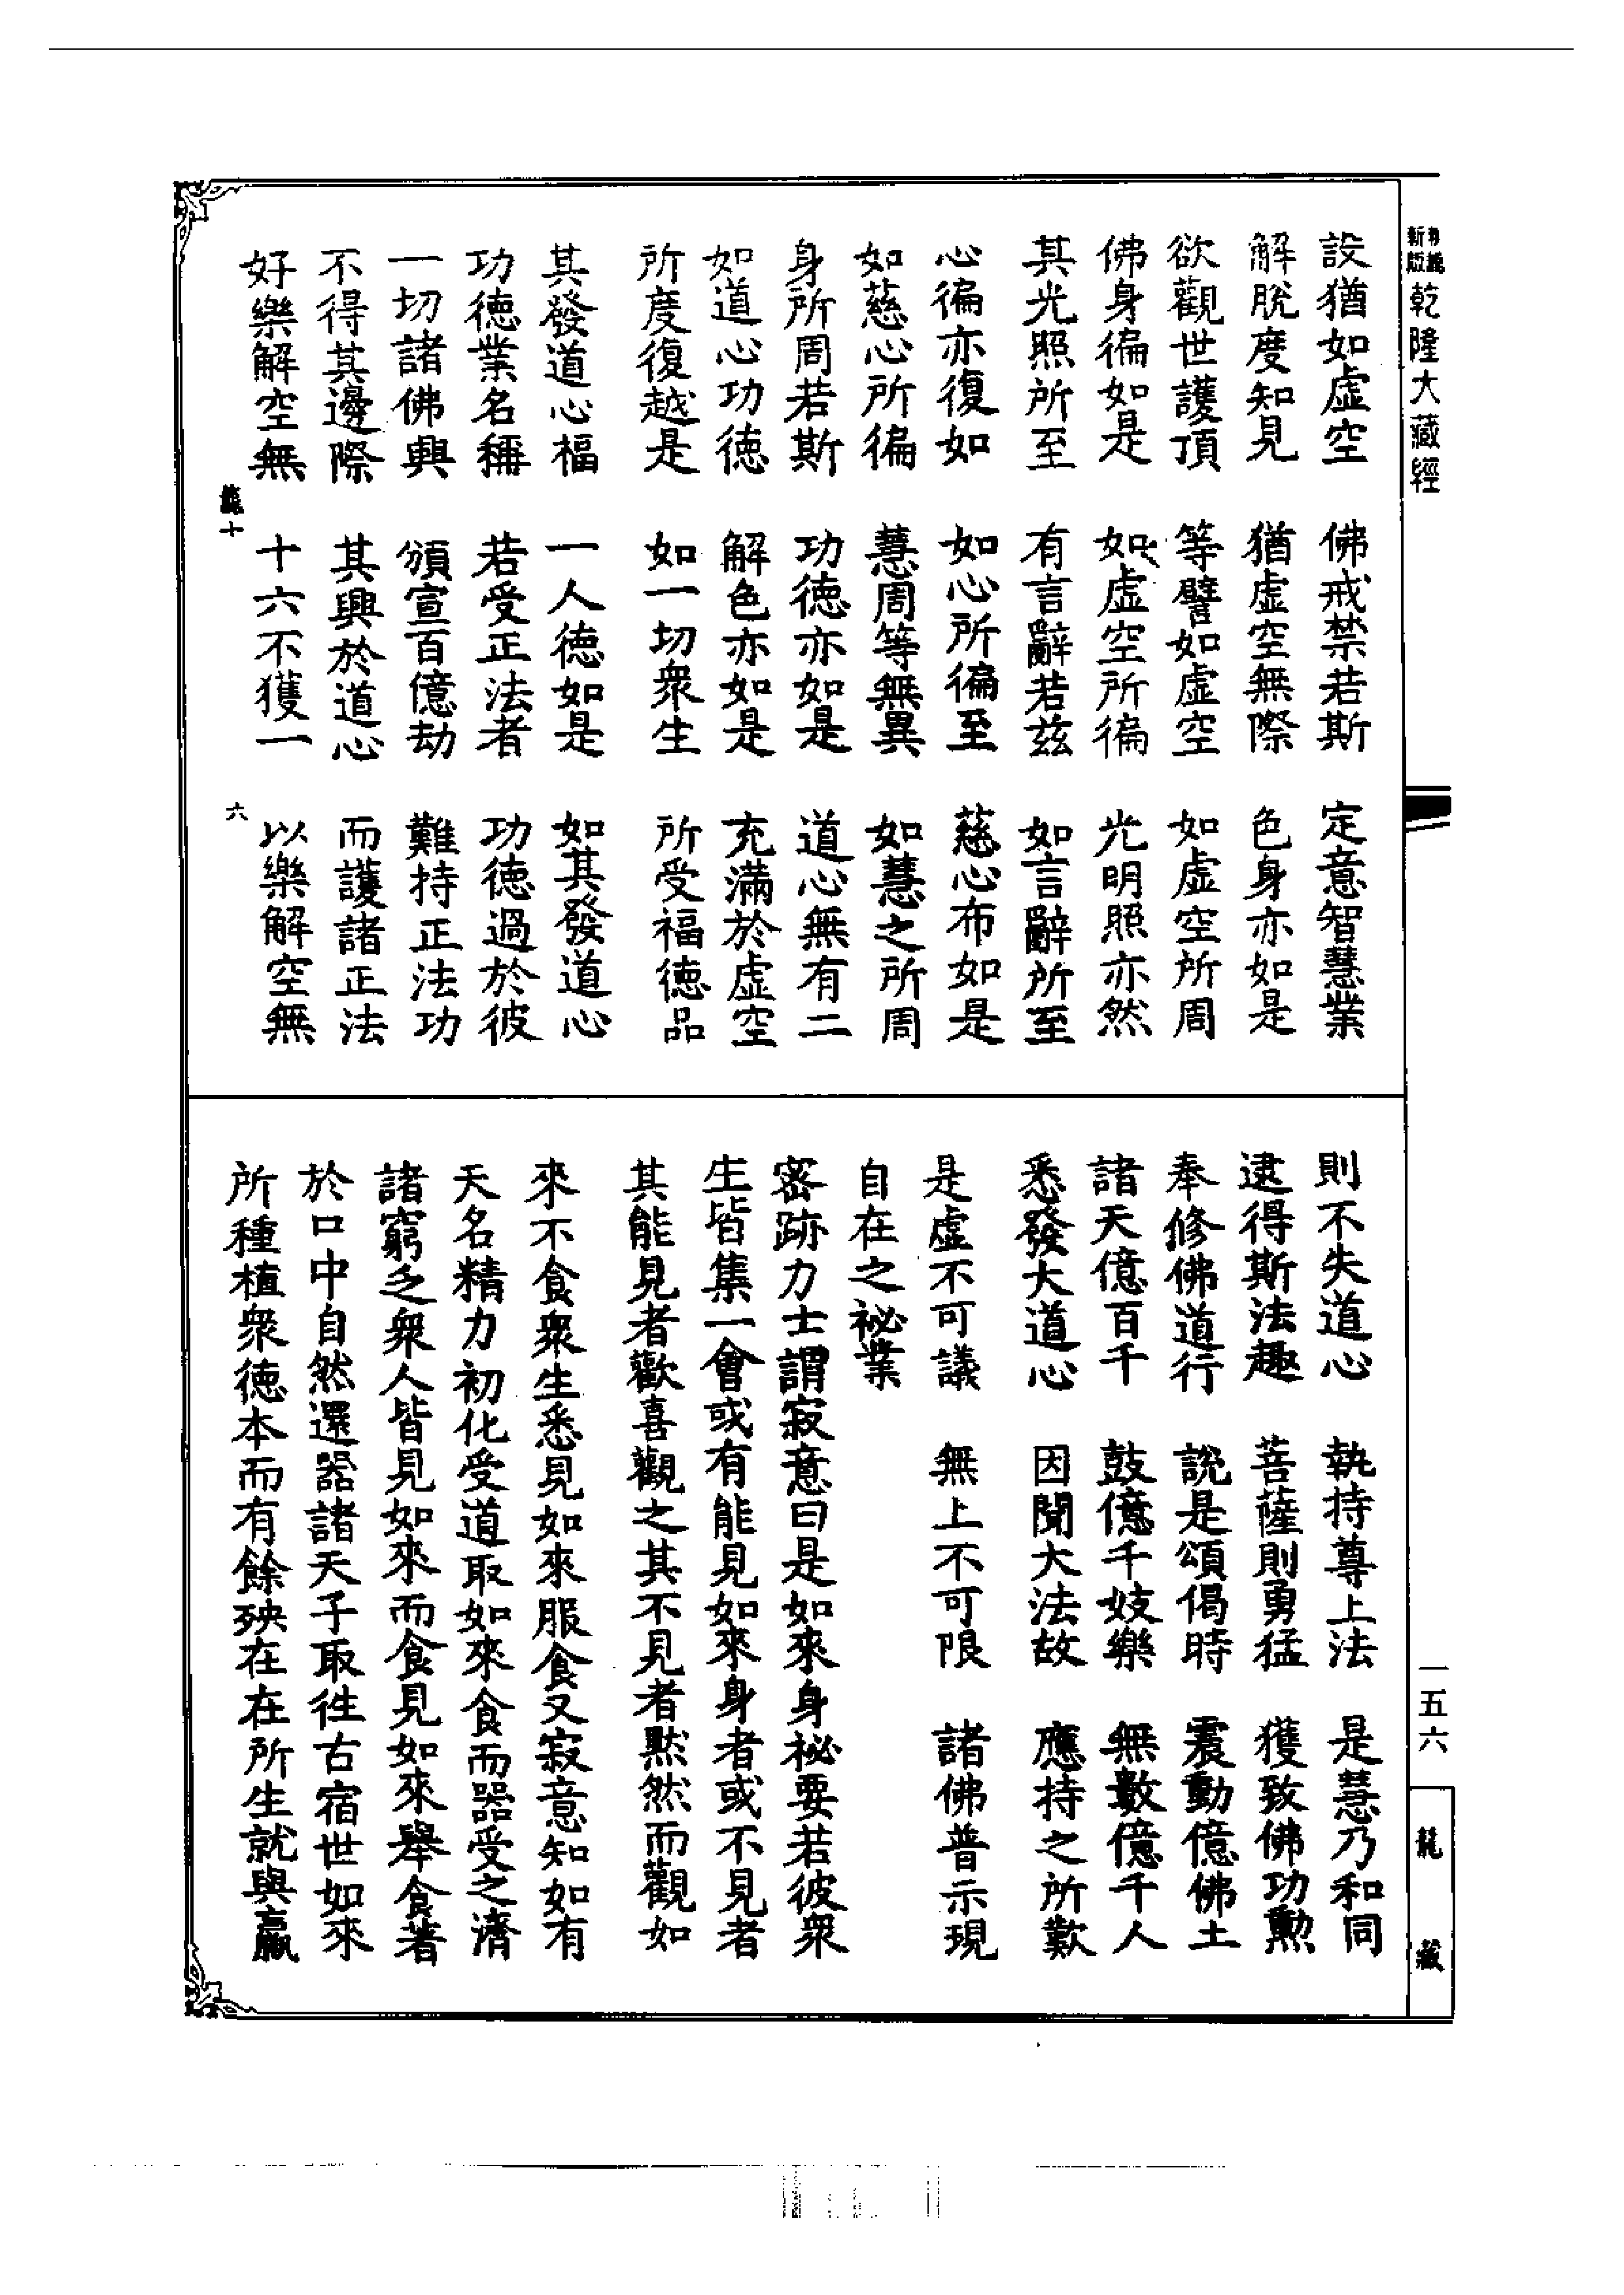 新版
乾隆大藏經
設猶如虛空　佛戒禁若斯　定意智慧業
解脫度知見　猶虛空無際　色身亦如是
欲觀世護頂　等譬如虛空　如虛空所周
佛身徧如是　如虛空所徧　光明照亦然
其光照所至　有言辭若茲　如言辭所至
心徧亦復如　如心所徧至　慈心布如是
如慈心所徧　慧周等無異　如慧之所周
身所周若斯　功德亦如是　道心無有二
如道心功德　解色亦如是　充滿於虛空
所度復越是　如一切眾生　所受福德品
其發道心福　一人德如是　如其發道心
功德業名稱　若受正法者　功德過於彼
一切諸佛興　頒宣百億劫　難持正法功
不得其邊際　其興於道心　而護諸正法
好樂解空無　十六不獲一　以樂解空無
龍十　六
則不失道心　執持尊上法　是慧乃和同
逮得斯法趣　菩薩則勇猛　獲致佛功勳
奉修佛道行　說是頌偈時　震動億佛土
諸天億百千　鼓億千妓樂　無數億千人
悉發大道心　因聞大法故　應持之所歎
是虛不可議　無上不可限　諸佛普示現
自在之祕業
密跡力士謂寂意曰是如來身祕要若彼眾
生皆集一會或有能見如來身者或不見者
其能見者歡喜觀之其不見者默然而觀如
來不食眾生悉見如來服食又寂意知如有
天名精力初化受道取如來食而器受之濟
諸窮乏眾人皆見如來而食見如來舉食著
於口中自然還器諸天子取徃古宿世如來
所種植眾德本而有餘殃在在所生就與羸
一五六
龍藏